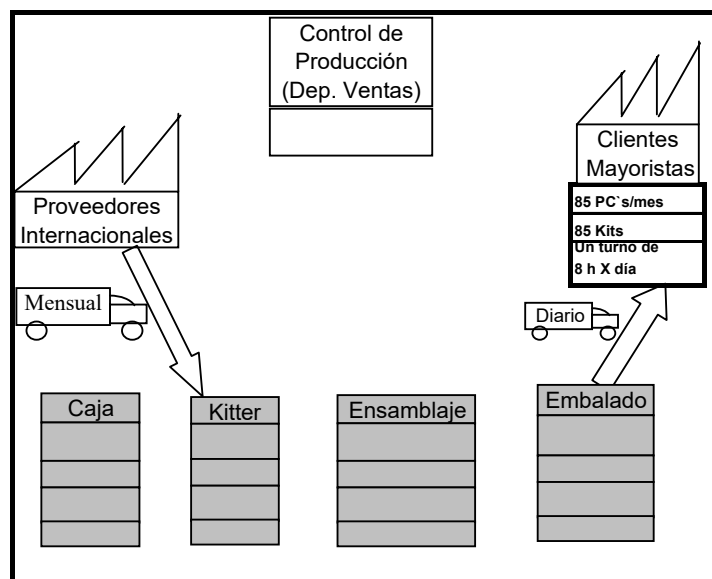 Control de
Producción
(Dep. Ventas)
Clientes
Mayoristas
85 PC`s/mes
85 Kits
Un turno de
8 h X día
Proveedores
Internacionales
Mensual
Diario
Caja
Kitter
Ensamblaje
Embalado